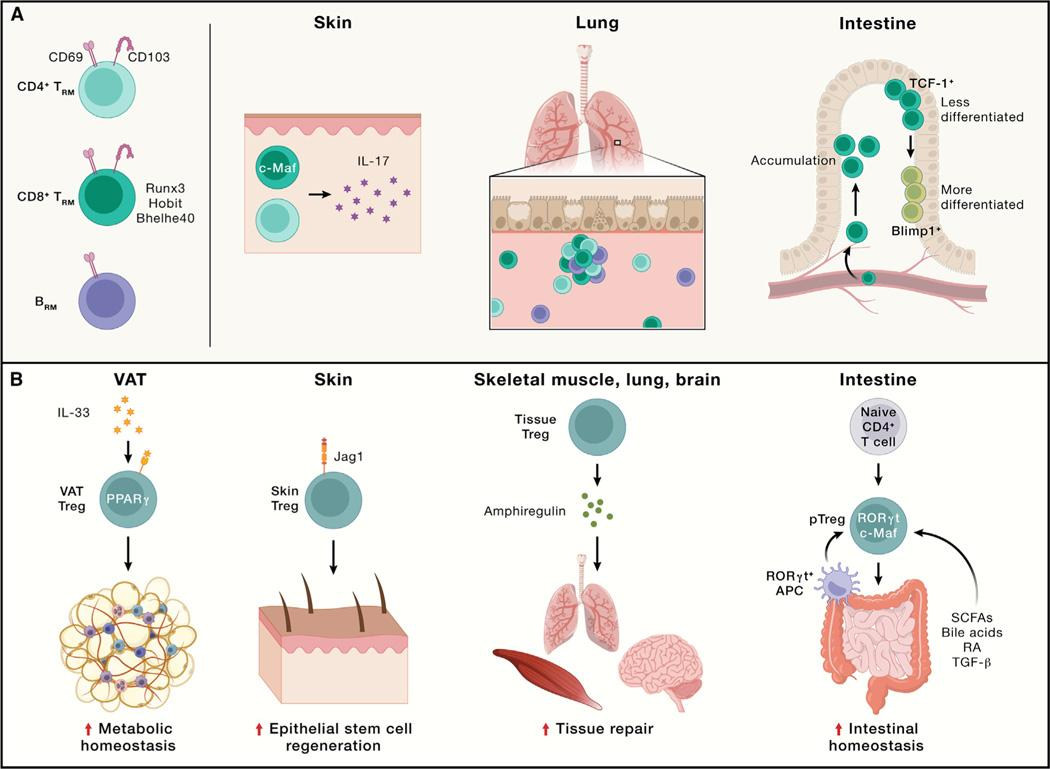 A
Skin
Lung
Intestine
CD69
CD103
CD4⁺ TRM
CD8⁺ TRM
Runx3
Hobit
Bhelhe40
BRM
c-Maf
IL-17
TCF-1⁺
Less
differentiated
Accumulation
More
differentiated
Blimp1⁺
B
VAT
Skin
Skeletal muscle, lung, brain
Intestine
IL-33
VAT
Treg
PPARγ
Metabolic
homeostasis
Jag1
Skin
Treg
Epithelial stem cell
regeneration
Tissue
Treg
Amphiregulin
Tissue repair
Naive
CD4⁺
T cell
pTreg
RORγt
c-Maf
RORγt⁺
APC
SCFAs
Bile acids
RA
TGF-β
Intestinal
homeostasis